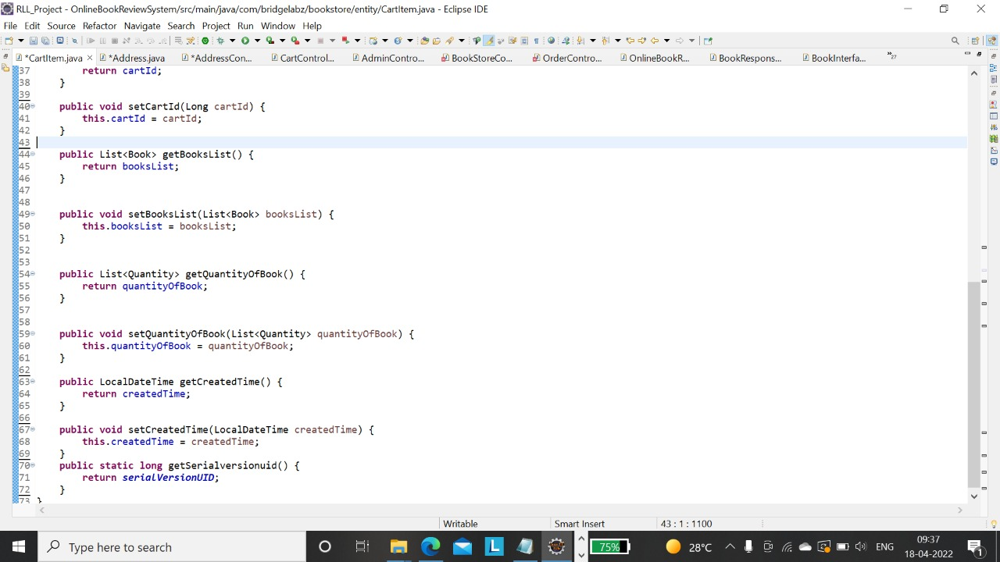 RLL_Project - OnlineBookReviewSystem/src/main/java/com/bridgelabz/bookstore/entity/CartItem.java - Eclipse IDE
File Edit Source Refactor Navigate Search Project Run Window Help
*CartItem.java *Address.java *AddressCon... CartControl... AdminContro... BookStoreCo... OrderContro... OnlineBookR... BookRespons... BookInterfa... »27
37 return cartId;
38 }
39
40 public void setCartId(Long cartId) {
41 this.cartId = cartId;
42 }
43
44 public List<Book> getBooksList() {
45 return booksList;
46 }
47
48
49 public void setBooksList(List<Book> booksList) {
50 this.booksList = booksList;
51 }
52
53
54 public List<Quantity> getQuantityOfBook() {
55 return quantityOfBook;
56 }
57
58
59 public void setQuantityOfBook(List<Quantity> quantityOfBook) {
60 this.quantityOfBook = quantityOfBook;
61 }
62
63 public LocalDateTime getCreatedTime() {
64 return createdTime;
65 }
66
67 public void setCreatedTime(LocalDateTime createdTime) {
68 this.createdTime = createdTime;
69 }
70 public static long getSerialversionuid() {
71 return serialVersionUID;
72 }
73 }
Writable Smart Insert 43 : 1 : 1100
Type here to search L 75% 28°C ENG 09:37 1
18-04-2022